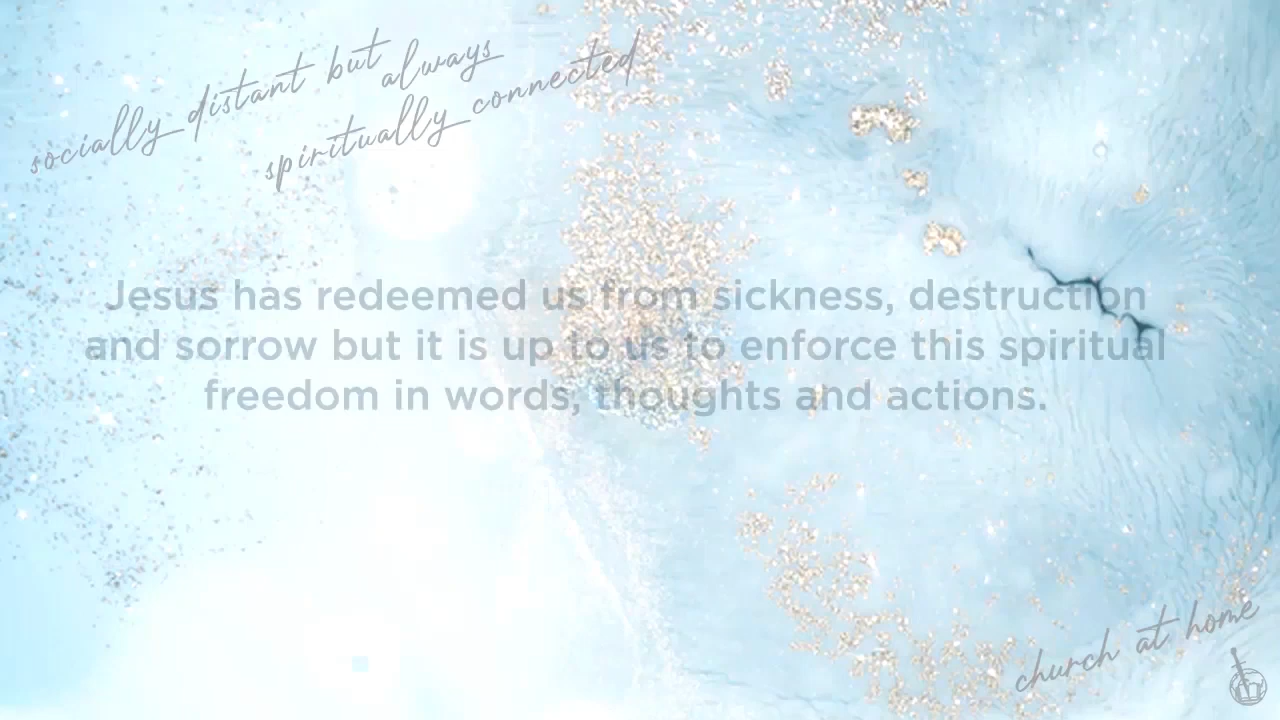 socially distant but always
spiritually connected
Jesus has redeemed us from sickness, destruction
and sorrow but it is up to us to enforce this spiritual
freedom in words, thoughts and actions.
church at home